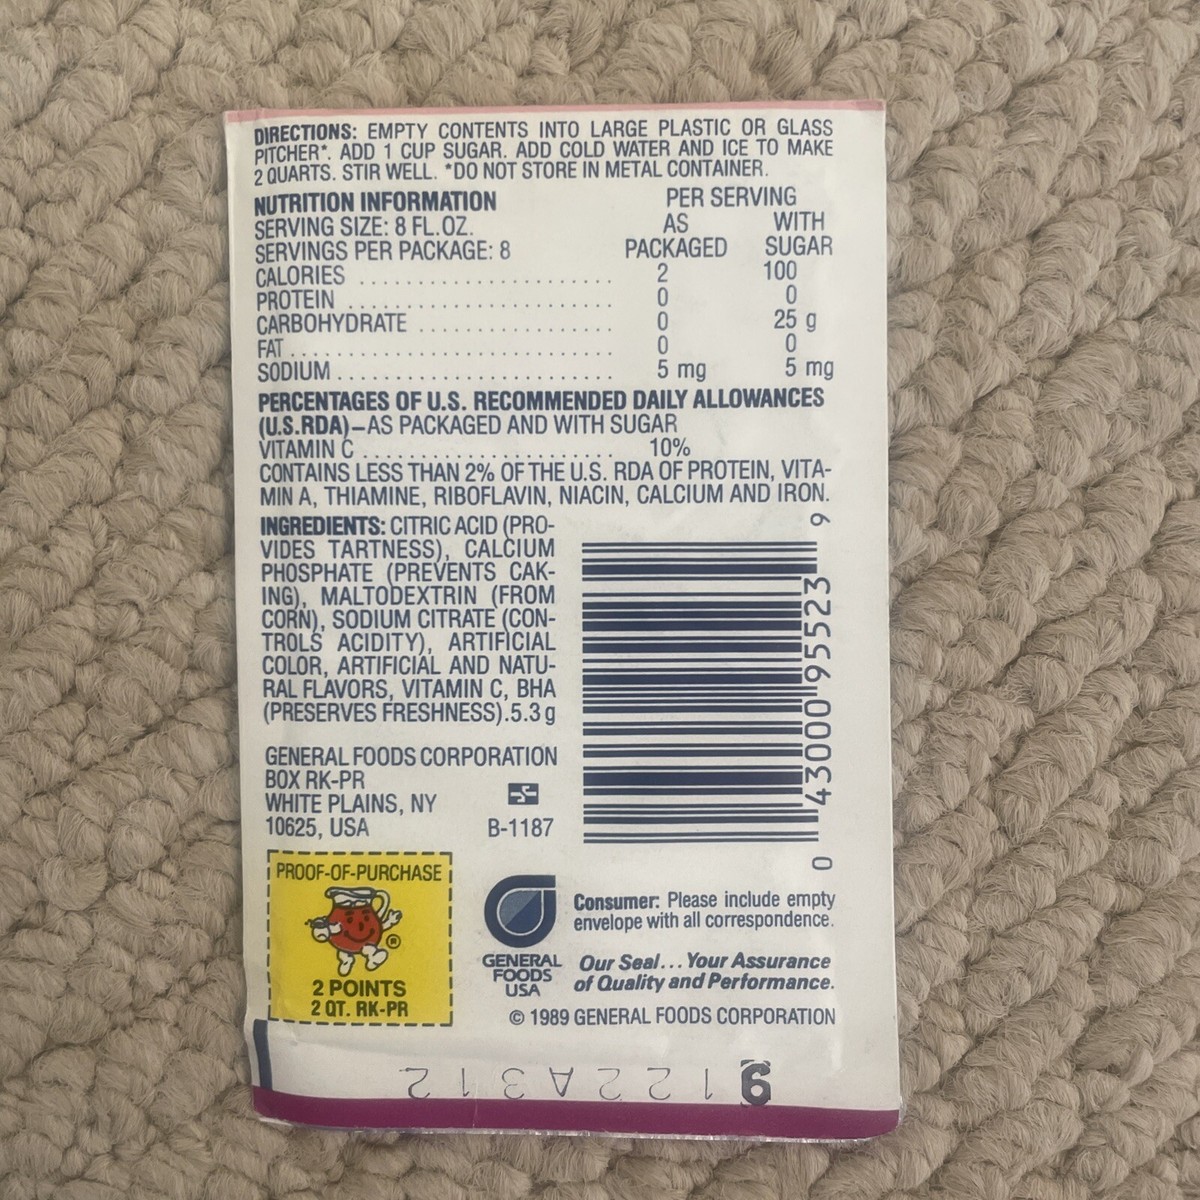 DIRECTIONS: EMPTY CONTENTS INTO LARGE PLASTIC OR GLASS
PITCHER*. ADD 1 CUP SUGAR. ADD COLD WATER AND ICE TO MAKE
2 QUARTS. STIR WELL. *DO NOT STORE IN METAL CONTAINER.
NUTRITION INFORMATION PER SERVING
SERVING SIZE: 8 FL.OZ. AS WITH
SERVINGS PER PACKAGE: 8 PACKAGED SUGAR
CALORIES .......................... 2 100
PROTEIN .......................... 0 0
CARBOHYDRATE .................. 0 25 g
FAT .............................. 0 0
SODIUM .......................... 5 mg 5 mg
PERCENTAGES OF U.S. RECOMMENDED DAILY ALLOWANCES
(U.S.RDA)–AS PACKAGED AND WITH SUGAR
VITAMIN C ........................ 10%
CONTAINS LESS THAN 2% OF THE U.S. RDA OF PROTEIN, VITA-
MIN A, THIAMINE, RIBOFLAVIN, NIACIN, CALCIUM AND IRON.
INGREDIENTS: CITRIC ACID (PRO-
VIDES TARTNESS), CALCIUM
PHOSPHATE (PREVENTS CAK-
ING), MALTODEXTRIN (FROM
CORN), SODIUM CITRATE (CON-
TROLS ACIDITY), ARTIFICIAL
COLOR, ARTIFICIAL AND NATU-
RAL FLAVORS, VITAMIN C, BHA
(PRESERVES FRESHNESS).5.3 g
0 43000 95523 9
GENERAL FOODS CORPORATION
BOX RK-PR
WHITE PLAINS, NY
10625, USA B-1187
PROOF-OF-PURCHASE
®
2 POINTS
2 QT. RK-PR
GENERAL
FOODS
USA
Consumer: Please include empty
envelope with all correspondence.
Our Seal...Your Assurance
of Quality and Performance.
© 1989 GENERAL FOODS CORPORATION
9122A312